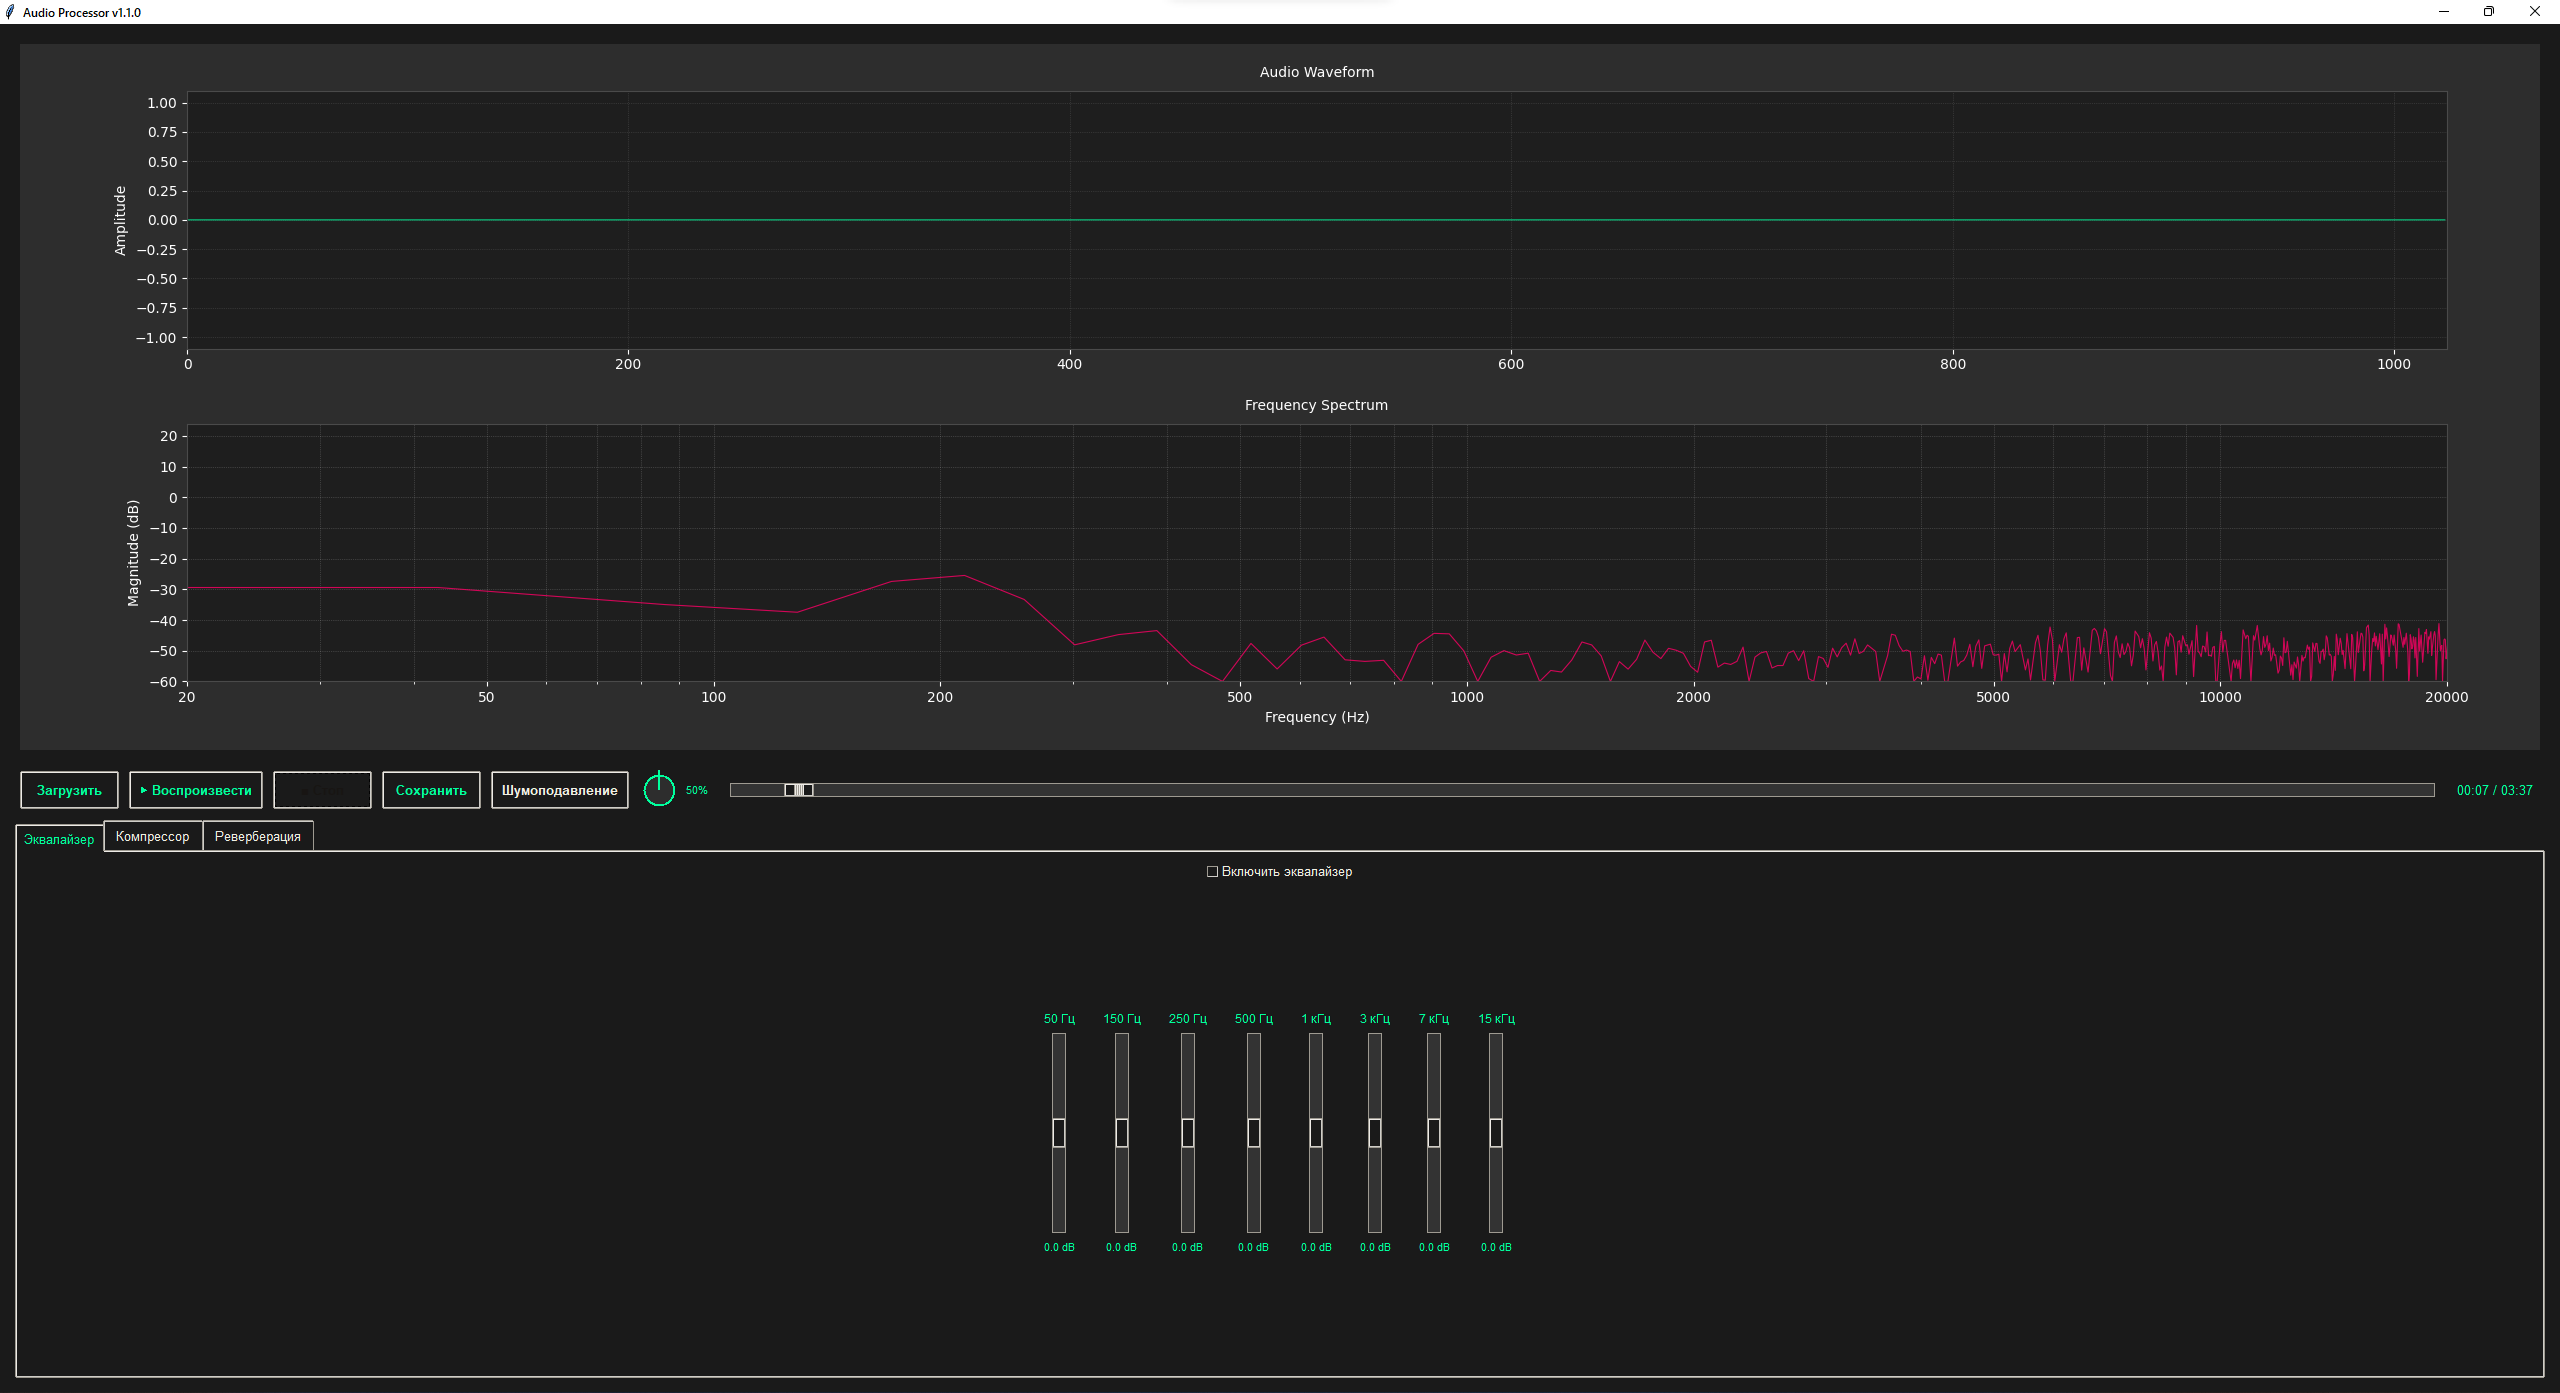 Audio Processor v1.1.0
Audio Waveform
Amplitude
1.00
0.75
0.50
0.25
0.00
−0.25
−0.50
−0.75
−1.00
0 200 400 600 800 1000
Frequency Spectrum
Magnitude (dB)
20
10
0
−10
−20
−30
−40
−50
−60
20 50 100 200 500 1000 2000 5000 10000 20000
Frequency (Hz)
Загрузить Воспроизвести Сохранить Шумоподавление 50% 00:07 / 03:37
Эквалайзер Компрессор Реверберация
Включить эквалайзер
50 Гц 150 Гц 250 Гц 500 Гц 1 кГц 3 кГц 7 кГц 15 кГц
0.0 dB 0.0 dB 0.0 dB 0.0 dB 0.0 dB 0.0 dB 0.0 dB 0.0 dB